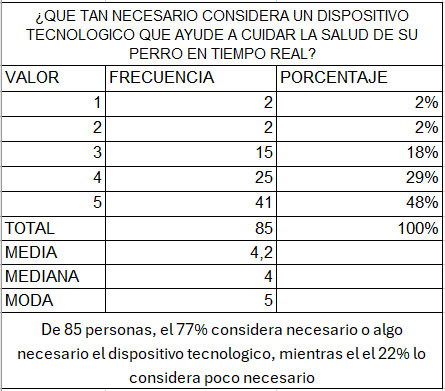 ¿QUE TAN NECESARIO CONSIDERA UN DISPOSITIVO
TECNOLOGICO QUE AYUDE A CUIDAR LA SALUD DE SU
PERRO EN TIEMPO REAL?
VALOR FRECUENCIA PORCENTAJE
1 2 2%
2 2 2%
3 15 18%
4 25 29%
5 41 48%
TOTAL 85 100%
MEDIA 4,2
MEDIANA 4
MODA 5
De 85 personas, el 77% considera necesario o algo
necesario el dispositivo tecnologico, mientras el el 22% lo
considera poco necesario